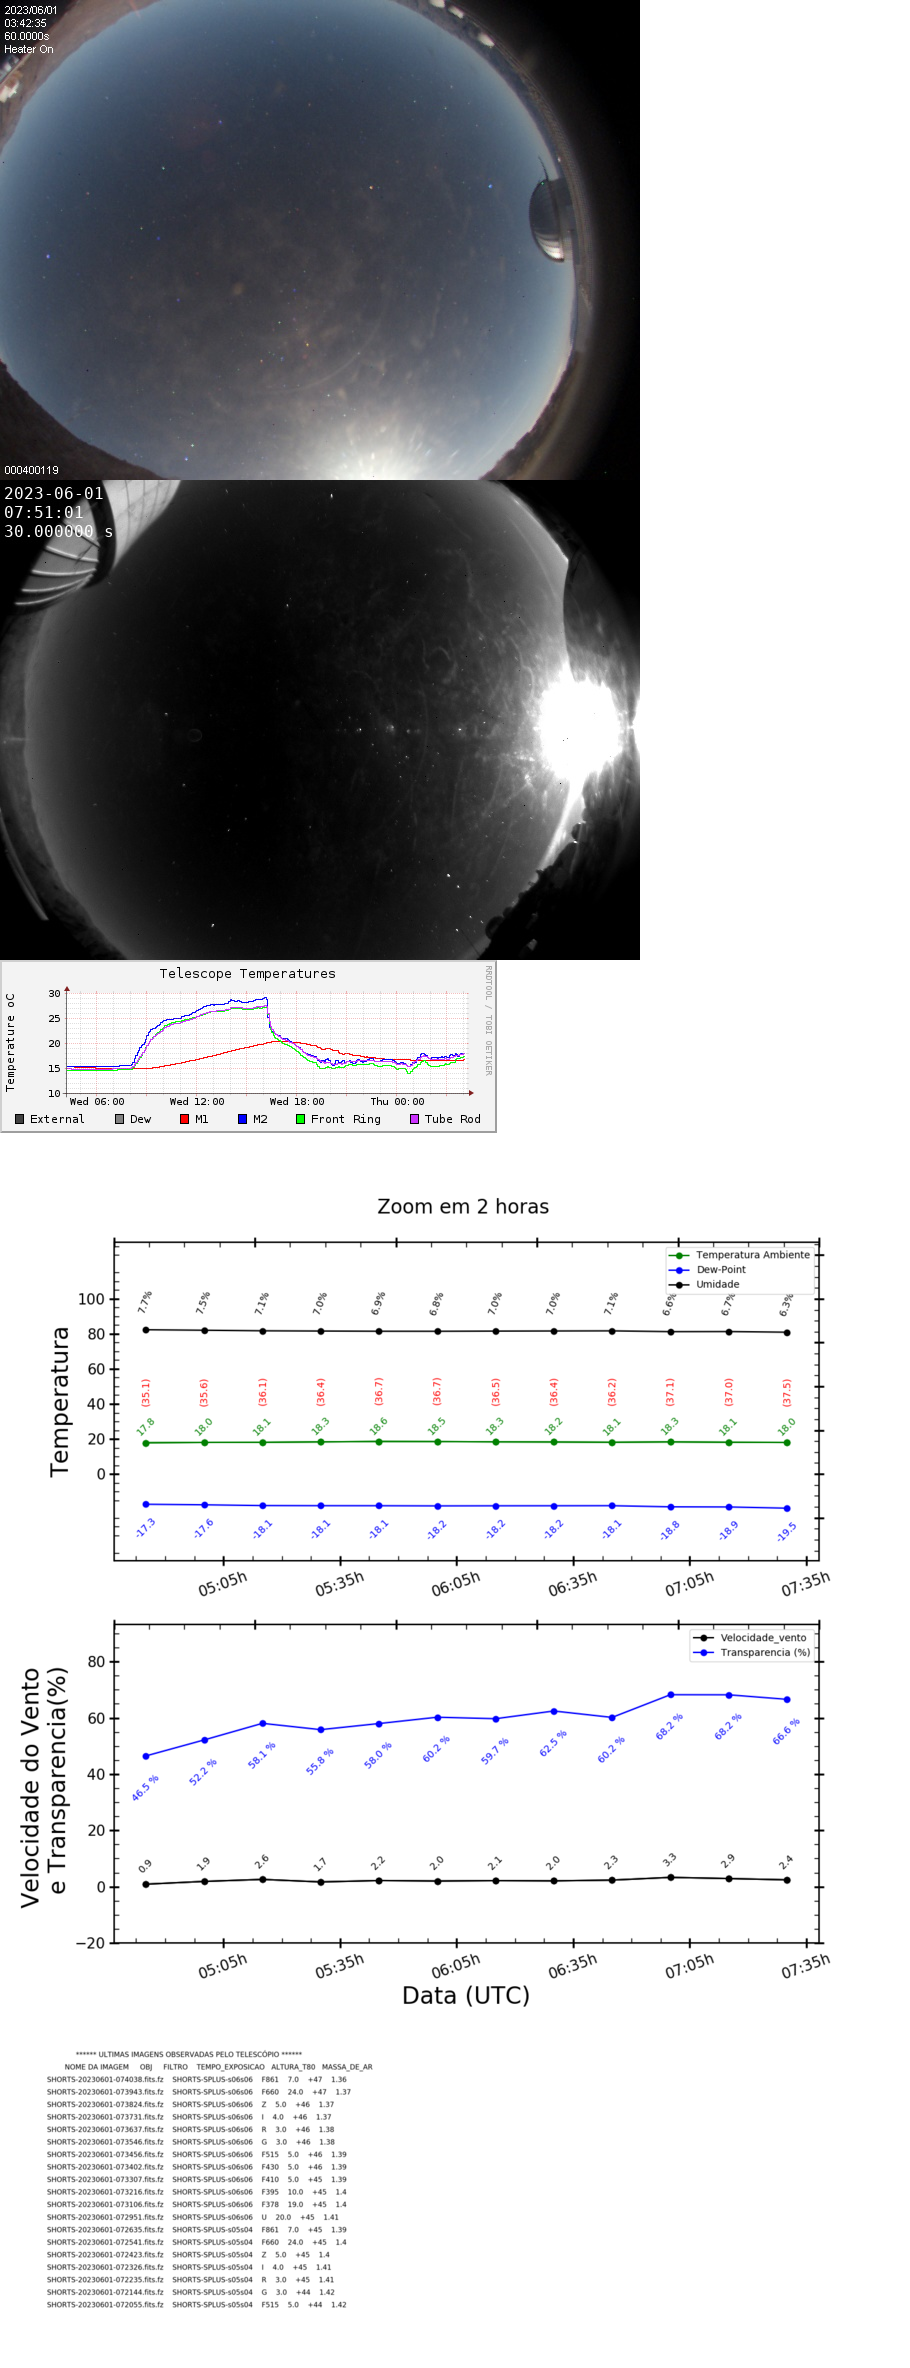 2023/06/01
03:42:35
60.0000s
Heater On
000400119
2023-06-01
07:51:01
30.000000 s
Telescope Temperatures
RRDTOOL / TOBI OETIKER
Temperature oC
30
25
20
15
10
Wed 06:00 Wed 12:00 Wed 18:00 Thu 00:00
External Dew M1 M2 Front Ring Tube Rod
Zoom em 2 horas
Temperatura Ambiente
Dew-Point
Umidade
Temperatura
100
80
60
40
20
0
7.7% 7.5% 7.1% 7.0% 6.9% 6.8% 7.0% 7.0% 7.1% 6.6% 6.7% 6.3%
(35.1) (35.6) (36.1) (36.4) (36.7) (36.7) (36.5) (36.4) (36.2) (37.1) (37.0) (37.5)
17.8 18.0 18.1 18.3 18.6 18.5 18.3 18.2 18.1 18.3 18.1 18.0
-17.3 -17.6 -18.1 -18.1 -18.1 -18.2 -18.2 -18.2 -18.1 -18.8 -18.9 -19.5
05:05h 05:35h 06:05h 06:35h 07:05h 07:35h
Velocidade_vento
Transparencia (%)
Velocidade do Vento
e Transparencia(%)
80
60
40
20
0
−20
46.5 % 52.2 % 58.1 % 55.8 % 58.0 % 60.2 % 59.7 % 62.5 % 60.2 % 68.2 % 68.2 % 66.6 %
0.9 1.9 2.6 1.7 2.2 2.0 2.1 2.0 2.3 3.3 2.9 2.4
05:05h 05:35h 06:05h 06:35h 07:05h 07:35h
Data (UTC)
****** ULTIMAS IMAGENS OBSERVADAS PELO TELESCÓPIO ******
NOME DA IMAGEM OBJ FILTRO TEMPO_EXPOSICAO ALTURA_T80 MASSA_DE_AR
SHORTS-20230601-074038.fits.fz SHORTS-SPLUS-s06s06 F861 7.0 +47 1.36
SHORTS-20230601-073943.fits.fz SHORTS-SPLUS-s06s06 F660 24.0 +47 1.37
SHORTS-20230601-073824.fits.fz SHORTS-SPLUS-s06s06 Z 5.0 +46 1.37
SHORTS-20230601-073731.fits.fz SHORTS-SPLUS-s06s06 I 4.0 +46 1.37
SHORTS-20230601-073637.fits.fz SHORTS-SPLUS-s06s06 R 3.0 +46 1.38
SHORTS-20230601-073546.fits.fz SHORTS-SPLUS-s06s06 G 3.0 +46 1.38
SHORTS-20230601-073456.fits.fz SHORTS-SPLUS-s06s06 F515 5.0 +46 1.39
SHORTS-20230601-073402.fits.fz SHORTS-SPLUS-s06s06 F430 5.0 +46 1.39
SHORTS-20230601-073307.fits.fz SHORTS-SPLUS-s06s06 F410 5.0 +45 1.39
SHORTS-20230601-073216.fits.fz SHORTS-SPLUS-s06s06 F395 10.0 +45 1.4
SHORTS-20230601-073106.fits.fz SHORTS-SPLUS-s06s06 F378 19.0 +45 1.4
SHORTS-20230601-072951.fits.fz SHORTS-SPLUS-s06s06 U 20.0 +45 1.41
SHORTS-20230601-072635.fits.fz SHORTS-SPLUS-s05s04 F861 7.0 +45 1.39
SHORTS-20230601-072541.fits.fz SHORTS-SPLUS-s05s04 F660 24.0 +45 1.4
SHORTS-20230601-072423.fits.fz SHORTS-SPLUS-s05s04 Z 5.0 +45 1.4
SHORTS-20230601-072326.fits.fz SHORTS-SPLUS-s05s04 I 4.0 +45 1.41
SHORTS-20230601-072235.fits.fz SHORTS-SPLUS-s05s04 R 3.0 +45 1.41
SHORTS-20230601-072144.fits.fz SHORTS-SPLUS-s05s04 G 3.0 +44 1.42
SHORTS-20230601-072055.fits.fz SHORTS-SPLUS-s05s04 F515 5.0 +44 1.42